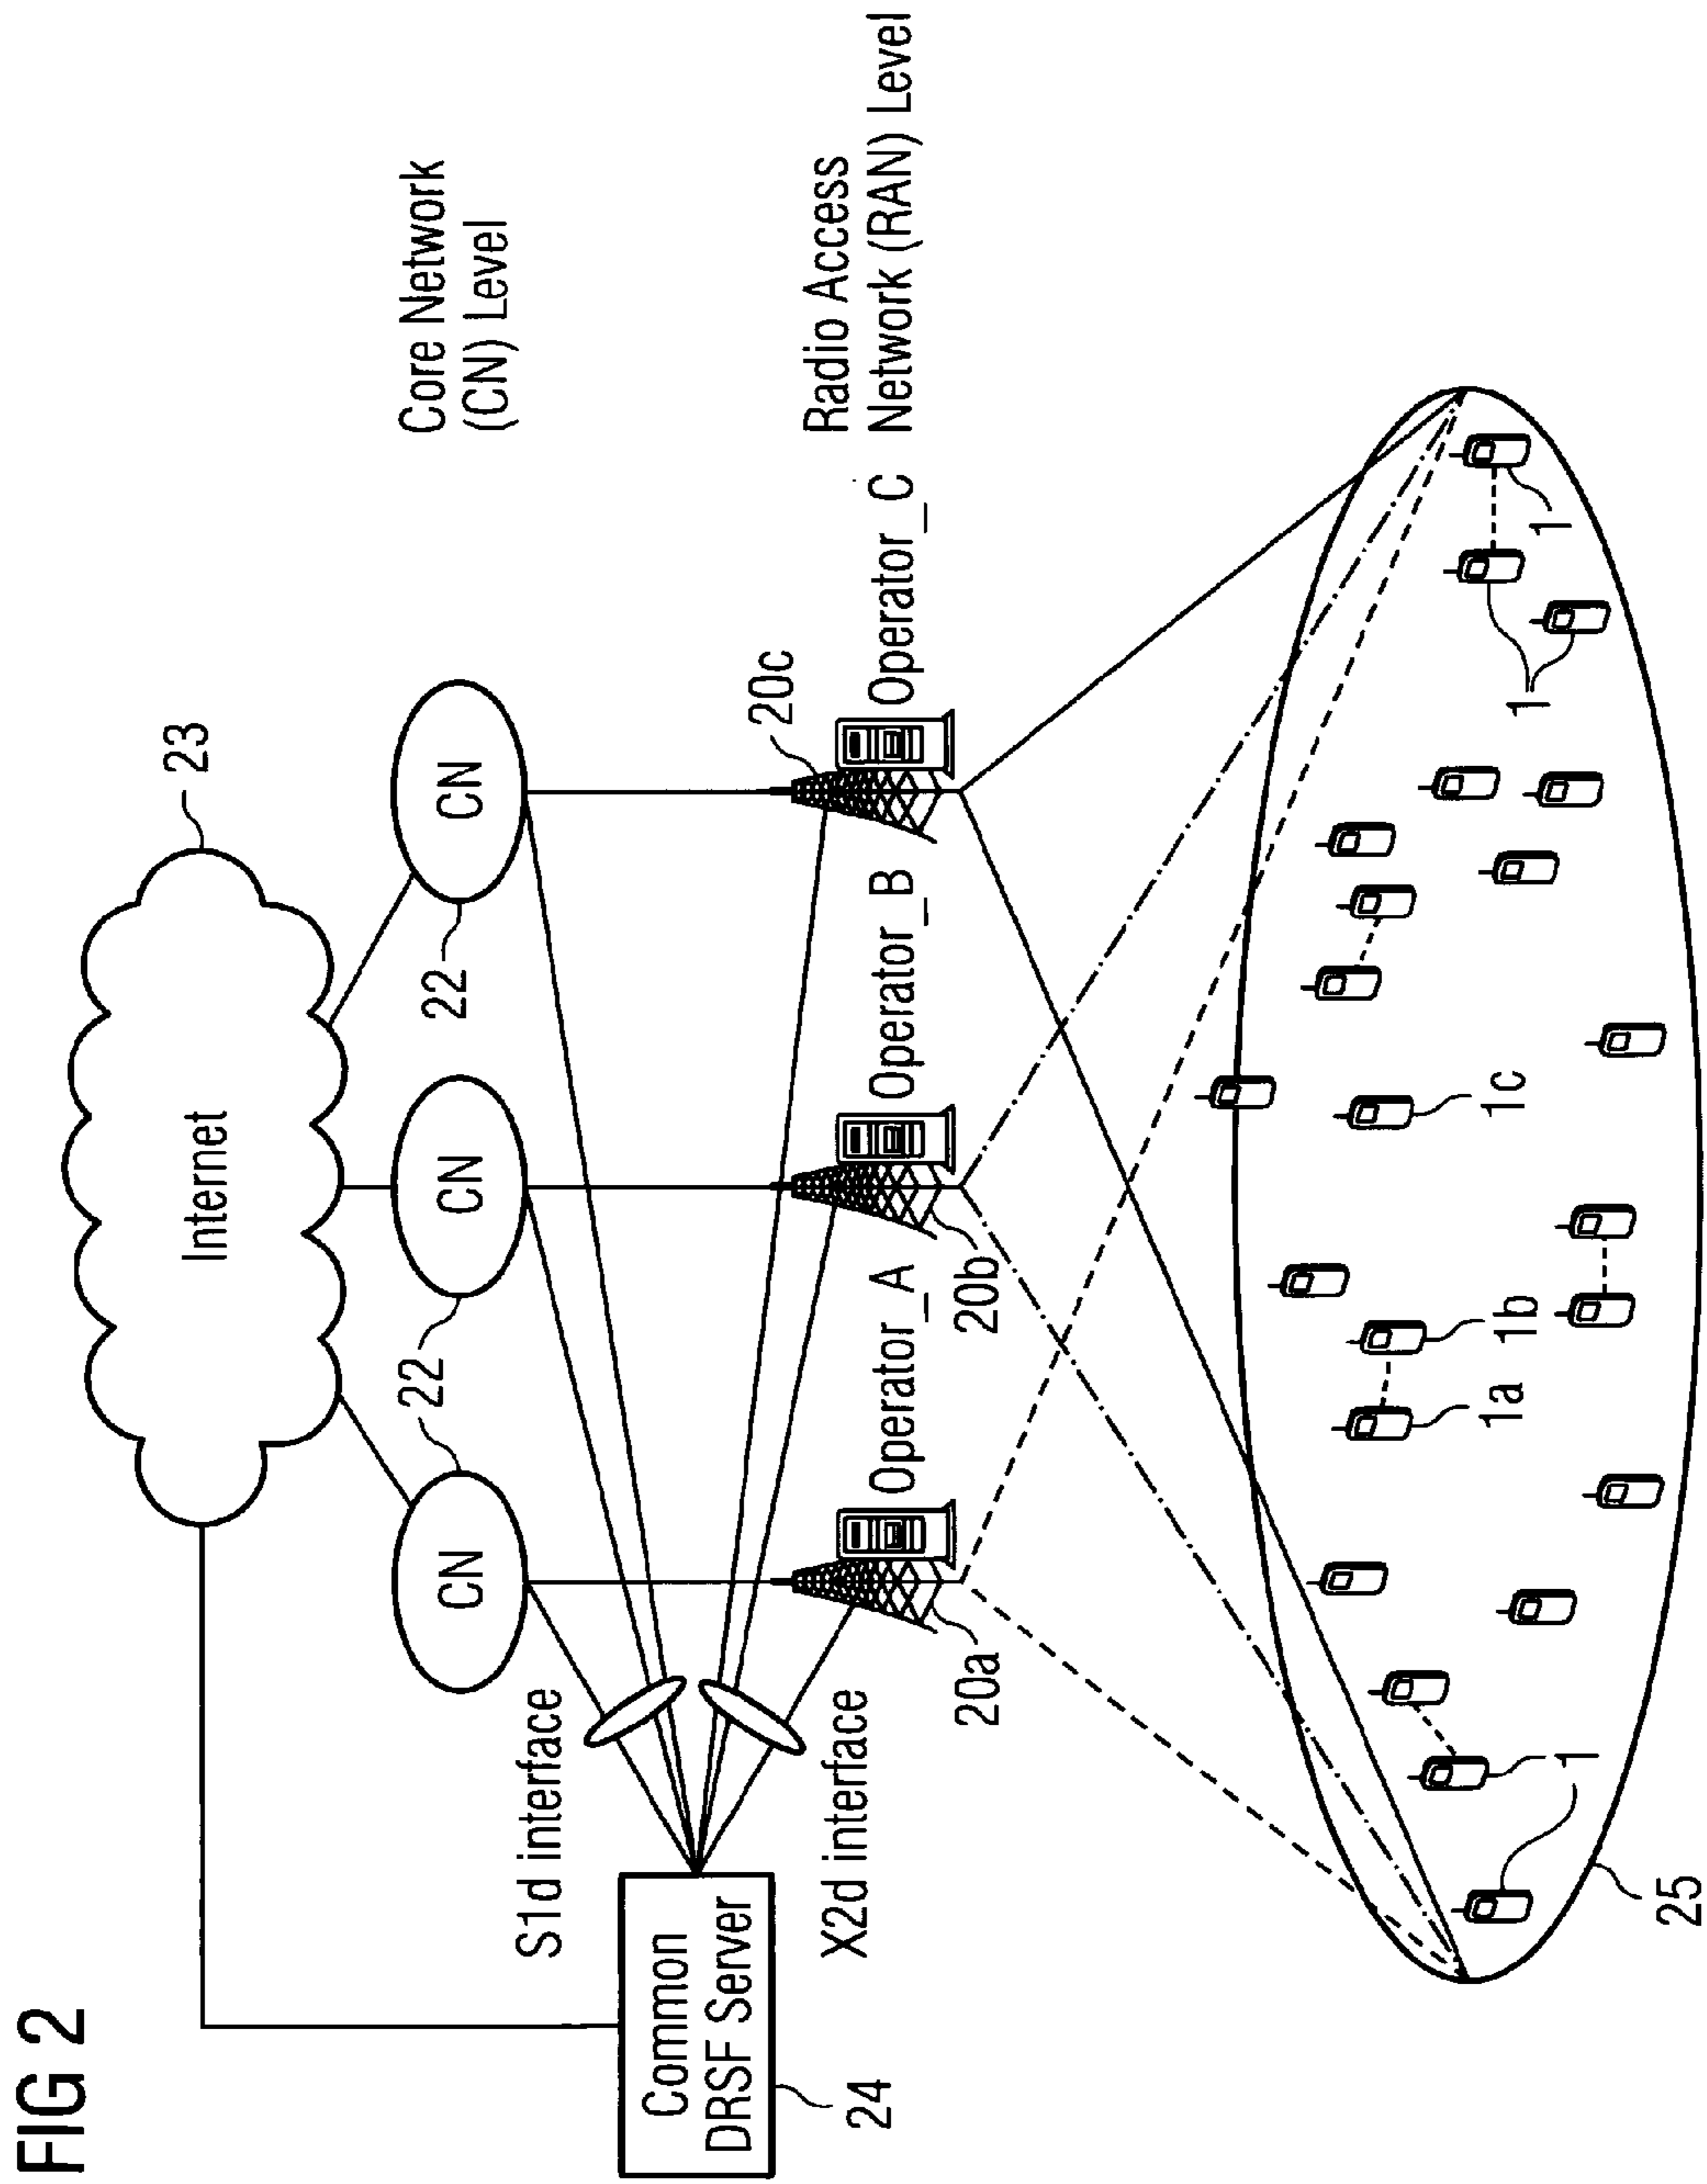 FIG 2
Internet
23
Core Network
(CN) Level
CN
CN
CN
22
22
22
S1d interface
Common
DRSF Server
24
X2d interface
20c
Radio Access
Network (RAN) Level
Operator_A
Operator_B
Operator_C
20a
20b
1a
1b
1c
1
1
1
1
25